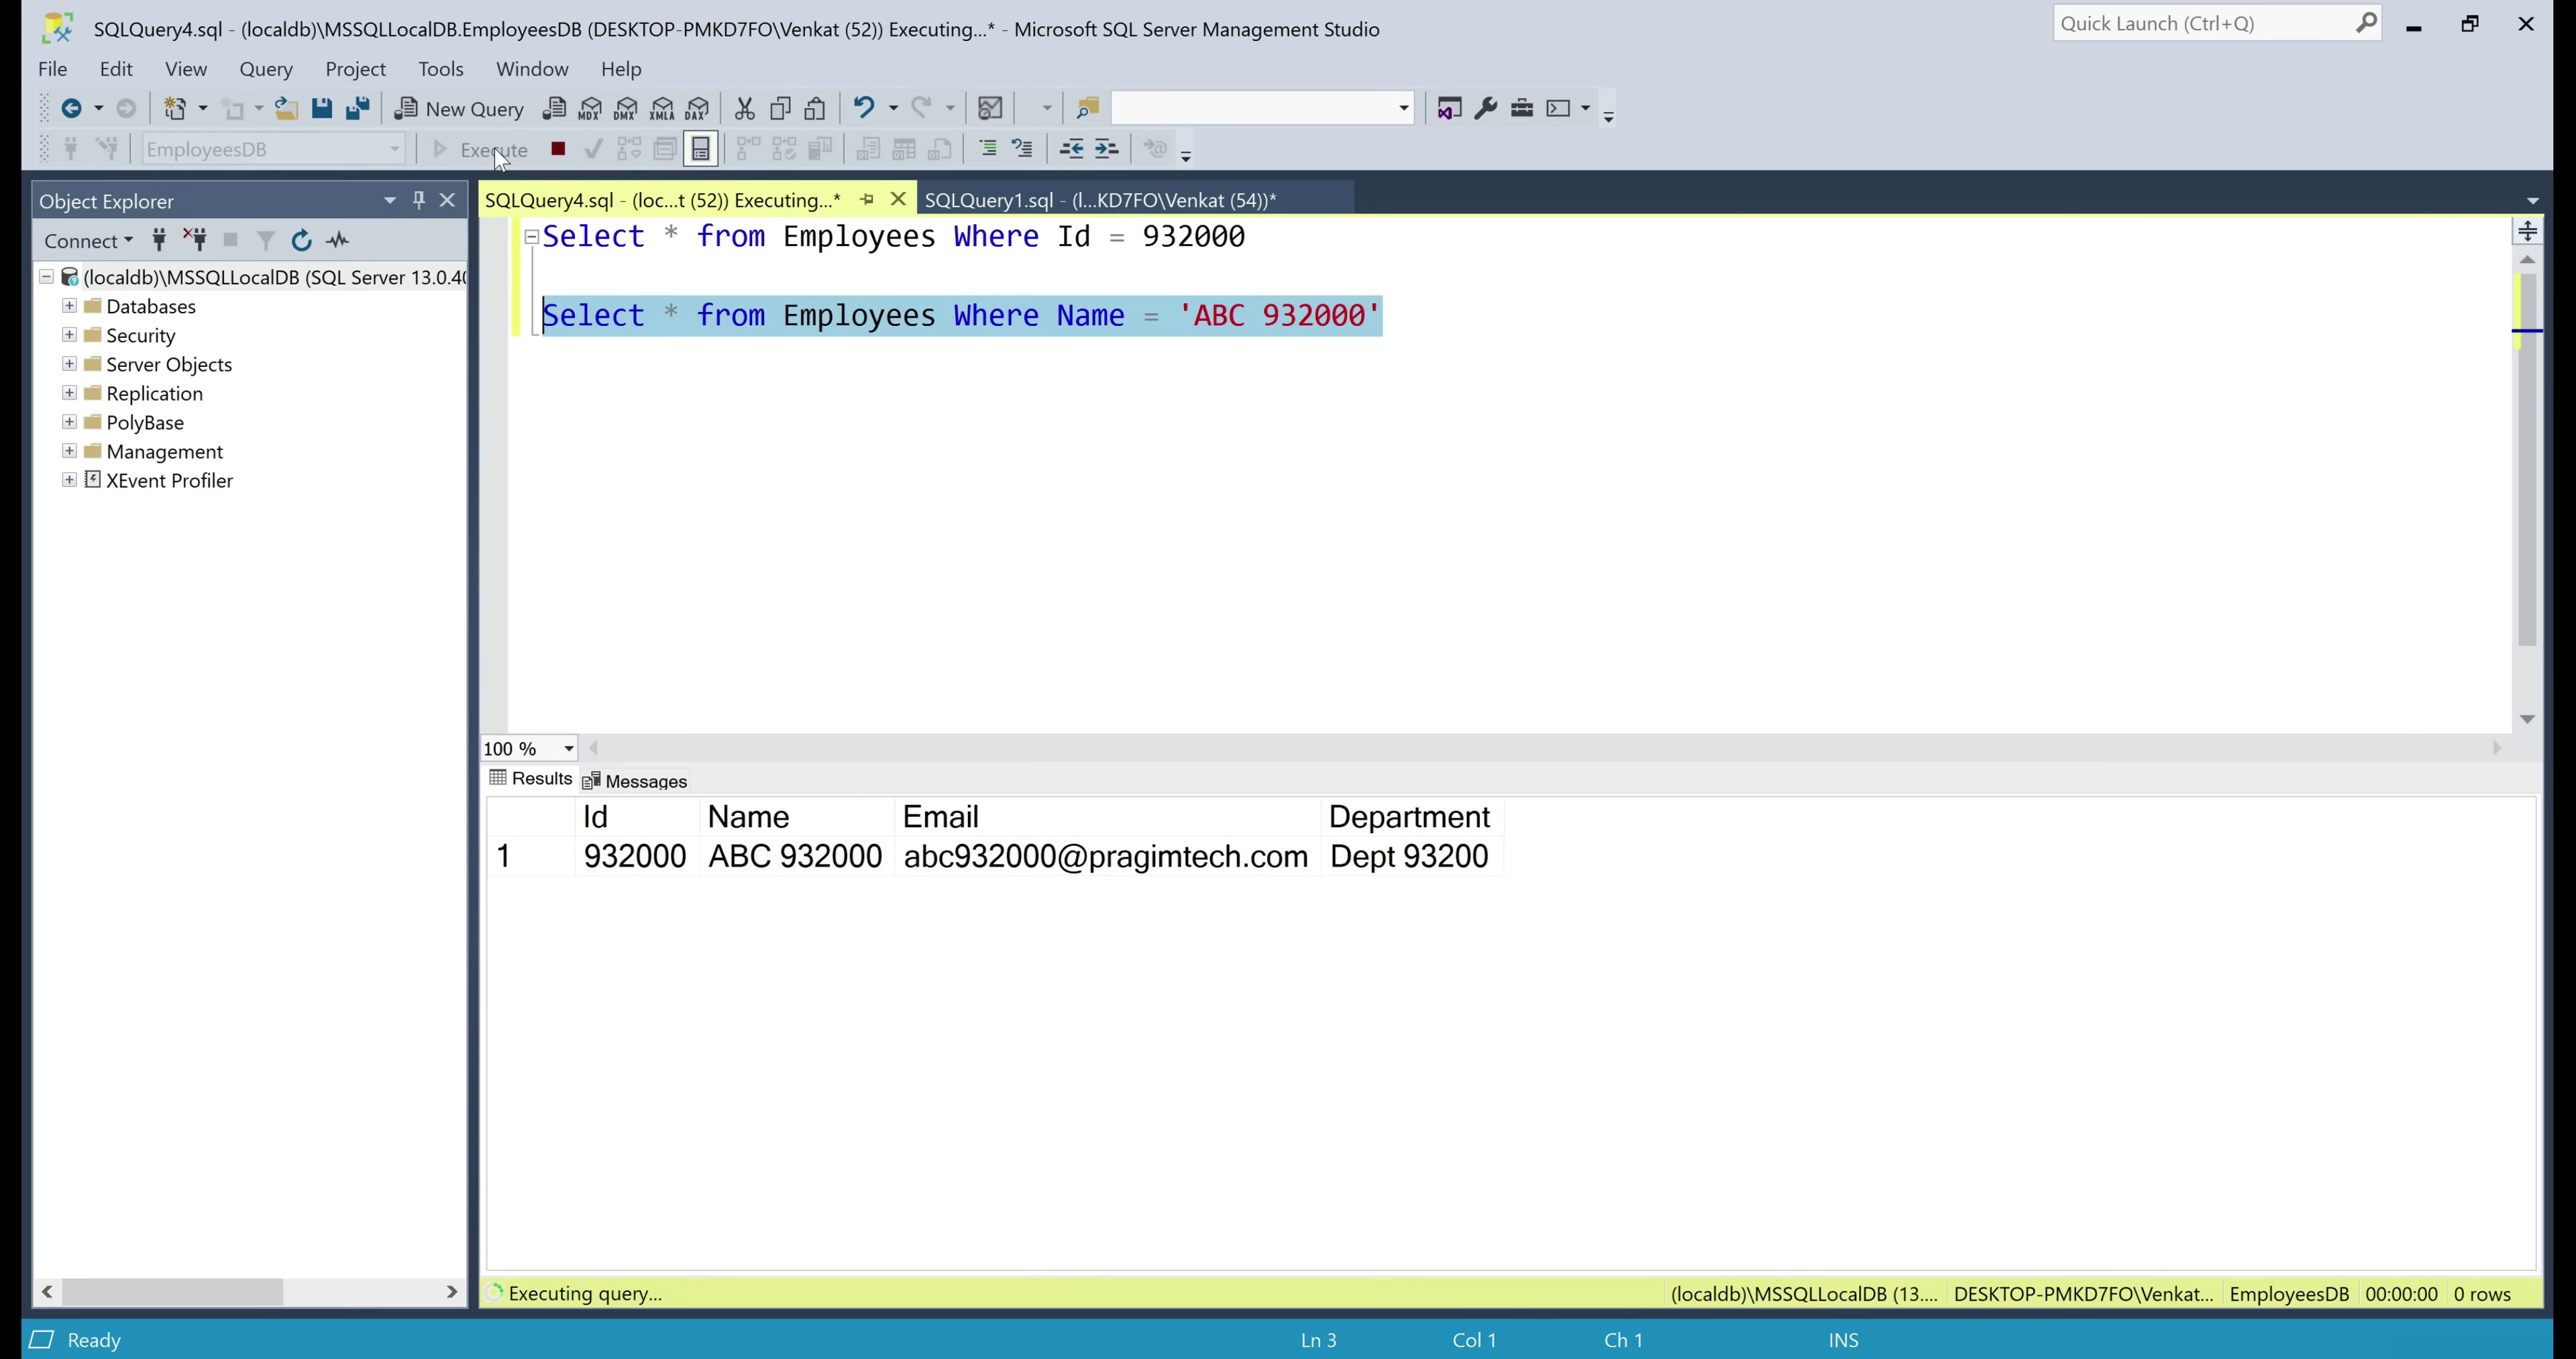 SQLQuery4.sql - (localdb)\MSSQLLocalDB.EmployeesDB (DESKTOP-PMKD7FO\Venkat (52)) Executing...* - Microsoft SQL Server Management Studio
Quick Launch (Ctrl+Q)
File Edit View Query Project Tools Window Help
New Query MDX DMX XMLA DAX
EmployeesDB Execute
Object Explorer
SQLQuery4.sql - (loc...t (52)) Executing...* SQLQuery1.sql - (l...KD7FO\Venkat (54))*
Connect
(localdb)\MSSQLLocalDB (SQL Server 13.0.40
Databases
Security
Server Objects
Replication
PolyBase
Management
XEvent Profiler
Select * from Employees Where Id = 932000
Select * from Employees Where Name = 'ABC 932000'
100 %
Results Messages
Id Name Email Department
1 932000 ABC 932000 abc932000@pragimtech.com Dept 93200
Executing query... (localdb)\MSSQLLocalDB (13.... DESKTOP-PMKD7FO\Venkat... EmployeesDB 00:00:00 0 rows
Ready Ln 3 Col 1 Ch 1 INS